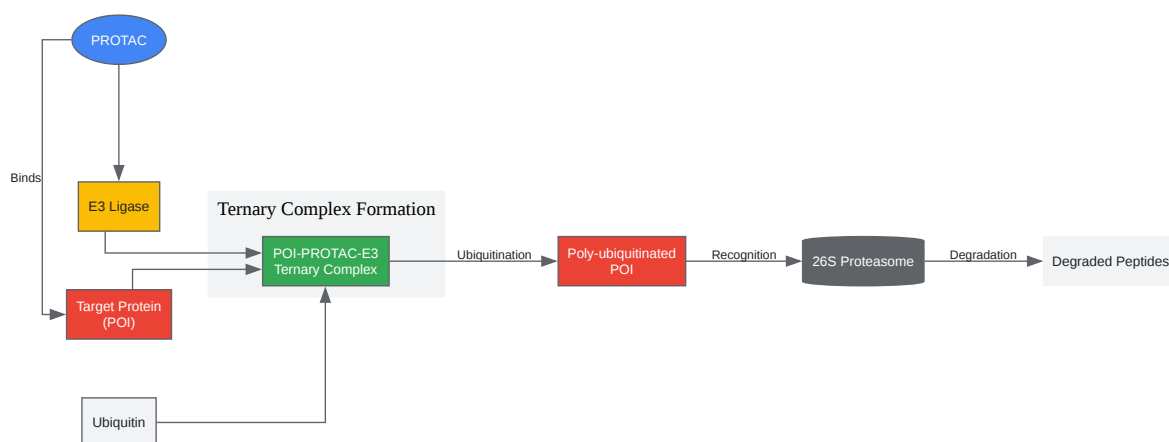 PROTAC
Binds
E3 Ligase
Ternary Complex Formation
POI-PROTAC-E3
Ternary Complex
Ubiquitination
Poly-ubiquitinated
POI
Recognition
26S Proteasome
Degradation
Degraded Peptides
Target Protein
(POI)
Ubiquitin